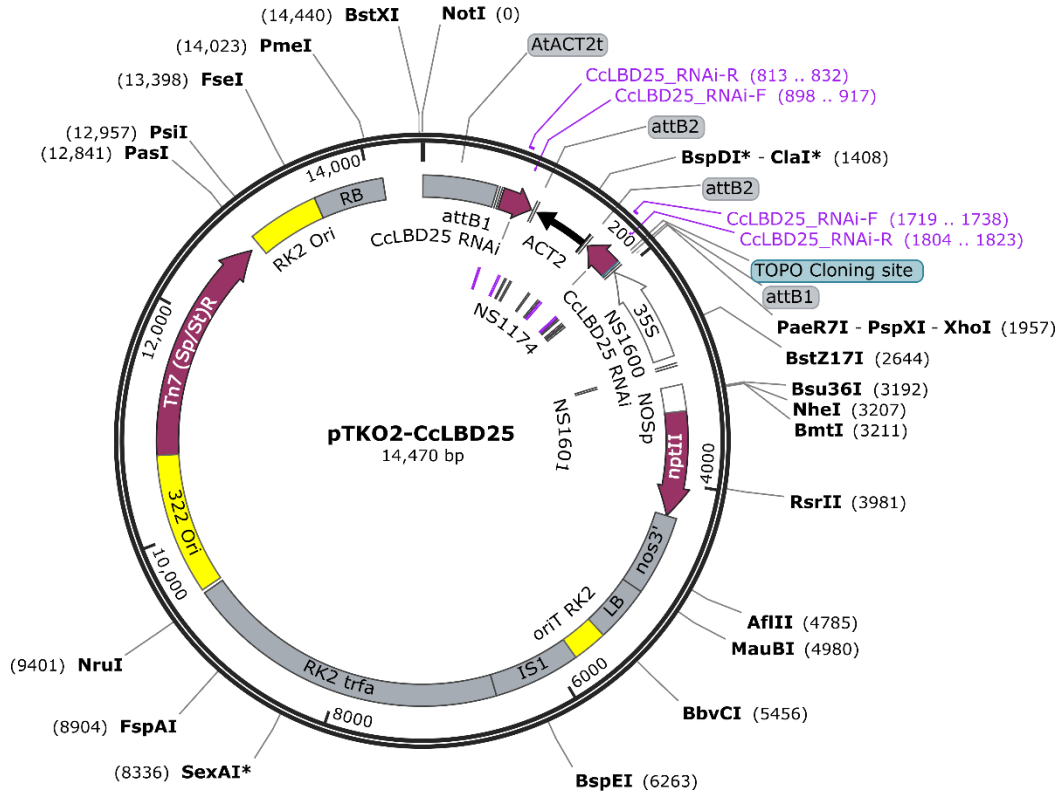 (14,440) BstXI
NotI (0)
(14,023) PmeI
(13,398) FseI
(12,957) PsiI
(12,841) PasI
AtACT2t
CcLBD25_RNAi-R (813 .. 832)
CcLBD25_RNAi-F (898 .. 917)
attB2
BspDI* - ClaI* (1408)
attB2
CcLBD25_RNAi-F (1719 .. 1738)
CcLBD25_RNAi-R (1804 .. 1823)
TOPO Cloning site
attB1
PaeR7I - PspXI - XhoI (1957)
BstZ17I (2644)
Bsu36I (3192)
NheI (3207)
BmtI (3211)
RsrII (3981)
AflII (4785)
MauBI (4980)
BbvCI (5456)
BspEI (6263)
(8336) SexAI*
(8904) FspAI
(9401) NruI
14,000
200
4000
6000
8000
10,000
12,000
RB
RK2 Ori
attB1
CcLBD25 RNAi
ACT2
NS1174
CcLBD25 RNAi
NS1600
35S
NOSp
NS1601
nptII
nos3'
LB
oriT RK2
IS1
RK2 trfa
322 Ori
Tn7 (Sp/St)R
pTKO2-CcLBD25
14,470 bp